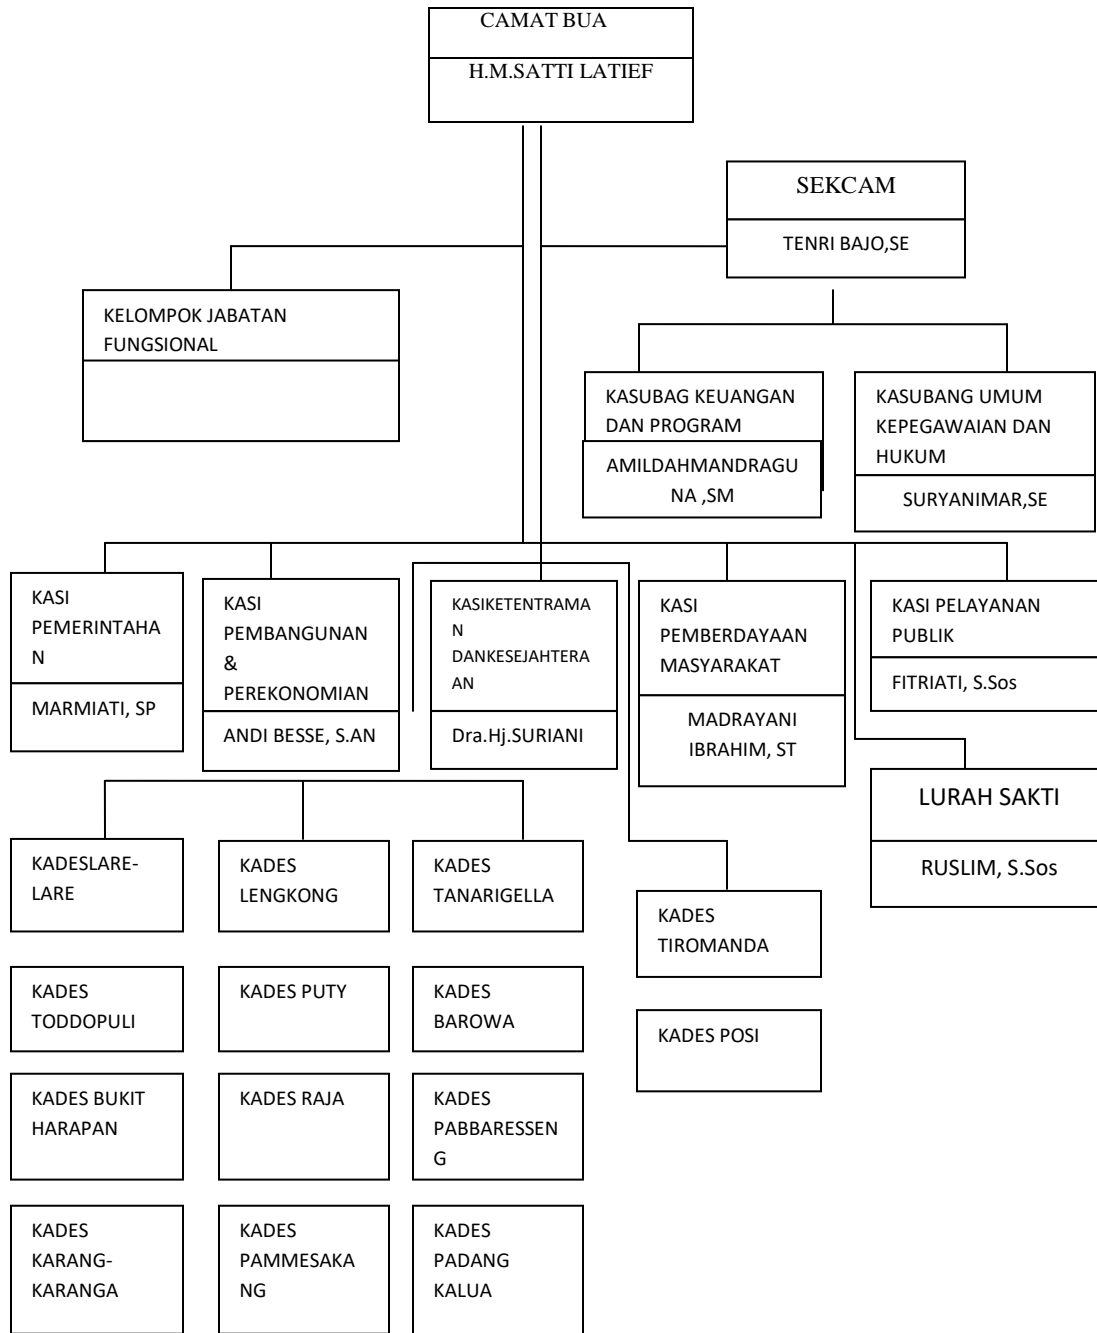 CAMAT BUA
H.M.SATTI LATIEF
SEKCAM
TENRI BAJO,SE
KELOMPOK JABATAN
FUNGSIONAL
KASUBAG KEUANGAN
DAN PROGRAM
AMILDAHMANDRAGU
NA ,SM
KASUBANG UMUM
KEPEGAWAIAN DAN
HUKUM
SURYANIMAR,SE
KASI
PEMERINTAHA
N
MARMIATI, SP
KASI
PEMBANGUNAN
&
PEREKONOMIAN
ANDI BESSE, S.AN
KASIKETENTRAMA
N
DANKESEJAHTERA
AN
Dra.Hj.SURIANI
KASI
PEMBERDAYAAN
MASYARAKAT
MADRAYANI
IBRAHIM, ST
KASI PELAYANAN
PUBLIK
FITRIATI, S.Sos
LURAH SAKTI
RUSLIM, S.Sos
KADESLARE-
LARE
KADES
LENGKONG
KADES
TANARIGELLA
KADES
TIROMANDA
KADES
TODDOPULI
KADES PUTY
KADES
BAROWA
KADES POSI
KADES BUKIT
HARAPAN
KADES RAJA
KADES
PABBARESSEN
G
KADES
KARANG-
KARANGA
KADES
PAMMESAKA
NG
KADES
PADANG
KALUA